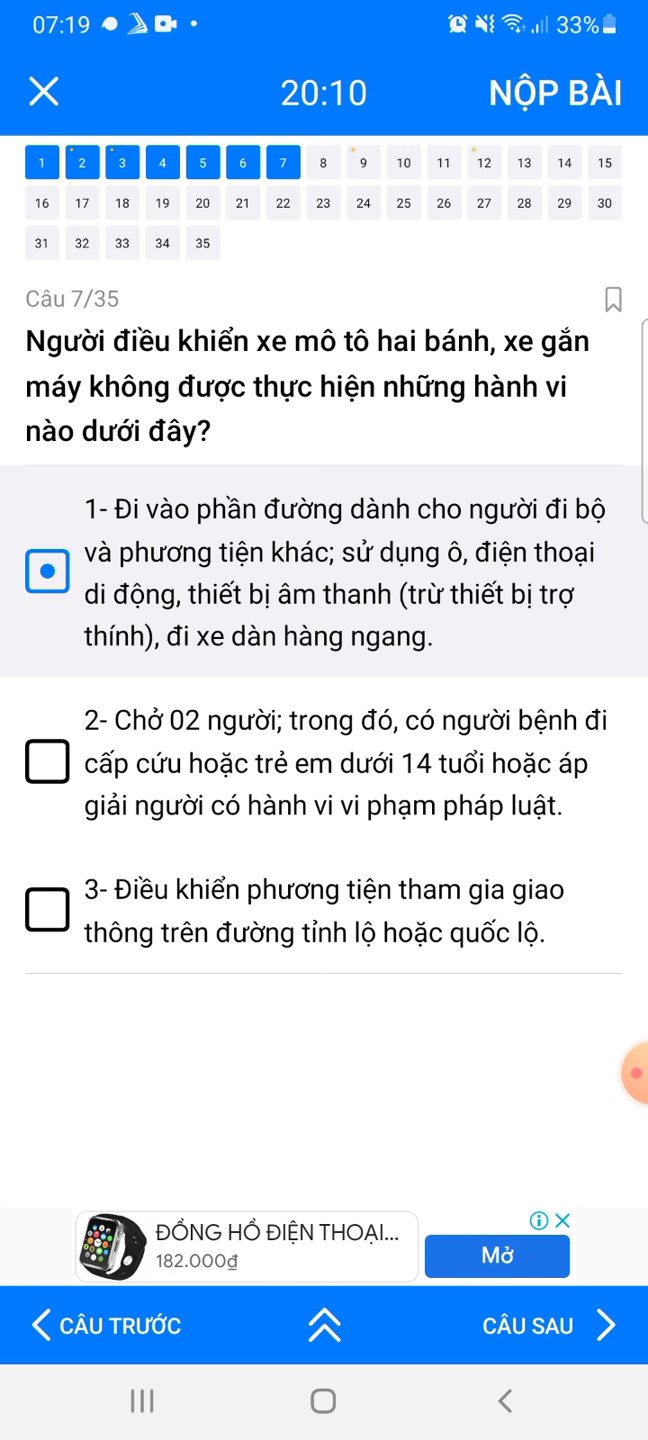 07:19
33%
20:10
NỘP BÀI
1 2 3 4 5 6 7 8 9 10 11 12 13 14 15
16 17 18 19 20 21 22 23 24 25 26 27 28 29 30
31 32 33 34 35
Câu 7/35
Người điều khiển xe mô tô hai bánh, xe gắn
máy không được thực hiện những hành vi
nào dưới đây?
1- Đi vào phần đường dành cho người đi bộ
và phương tiện khác; sử dụng ô, điện thoại
di động, thiết bị âm thanh (trừ thiết bị trợ
thính), đi xe dàn hàng ngang.
2- Chở 02 người; trong đó, có người bệnh đi
cấp cứu hoặc trẻ em dưới 14 tuổi hoặc áp
giải người có hành vi vi phạm pháp luật.
3- Điều khiển phương tiện tham gia giao
thông trên đường tỉnh lộ hoặc quốc lộ.
ĐỒNG HỒ ĐIỆN THOẠI...
182.000₫
Mở
CÂU TRƯỚC
CÂU SAU